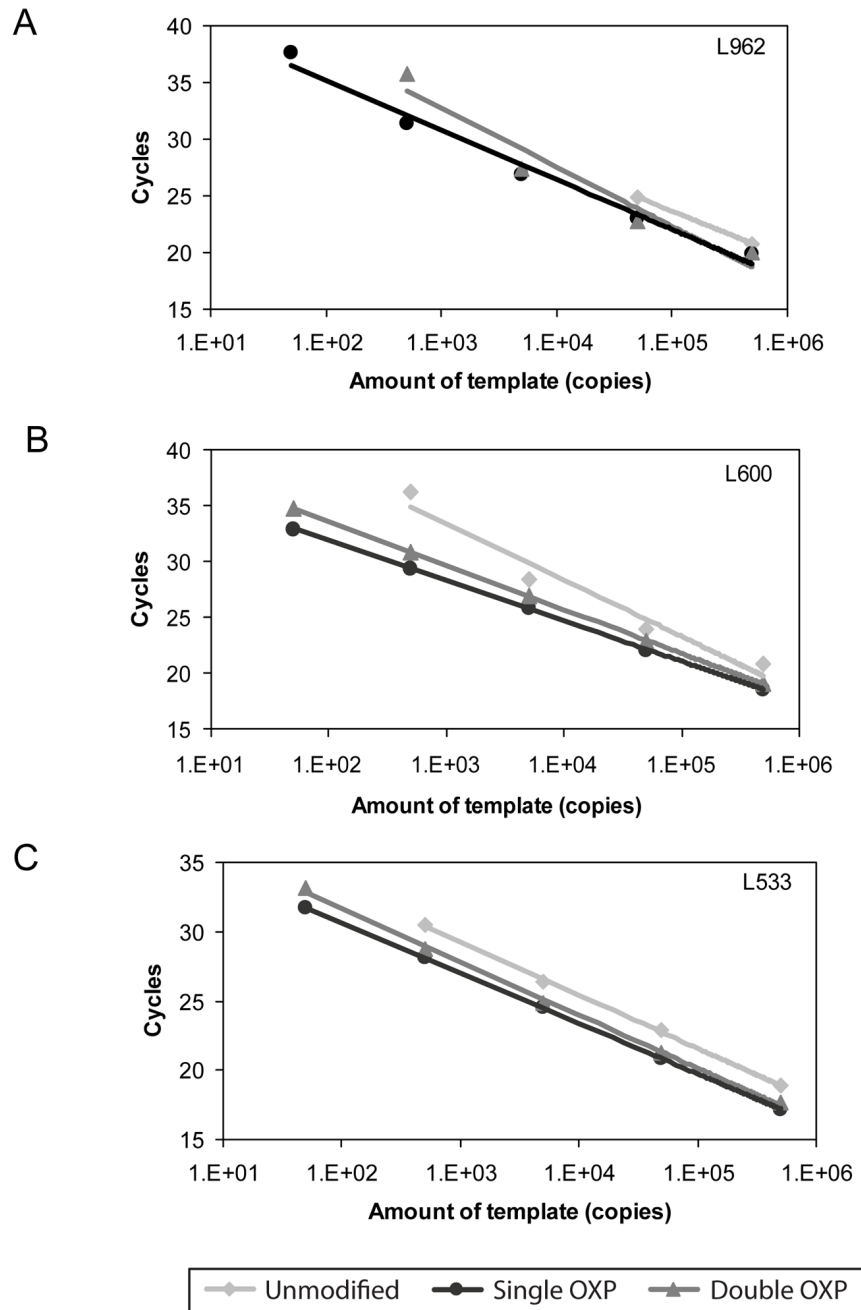 A
L962
40
35
30
25
20
15
Cycles
1.E+01 1.E+02 1.E+03 1.E+04 1.E+05 1.E+06
Amount of template (copies)
B
L600
40
35
30
25
20
15
Cycles
1.E+01 1.E+02 1.E+03 1.E+04 1.E+05 1.E+06
Amount of template (copies)
C
L533
35
30
25
20
15
Cycles
1.E+01 1.E+02 1.E+03 1.E+04 1.E+05 1.E+06
Amount of template (copies)
Unmodified Single OXP Double OXP